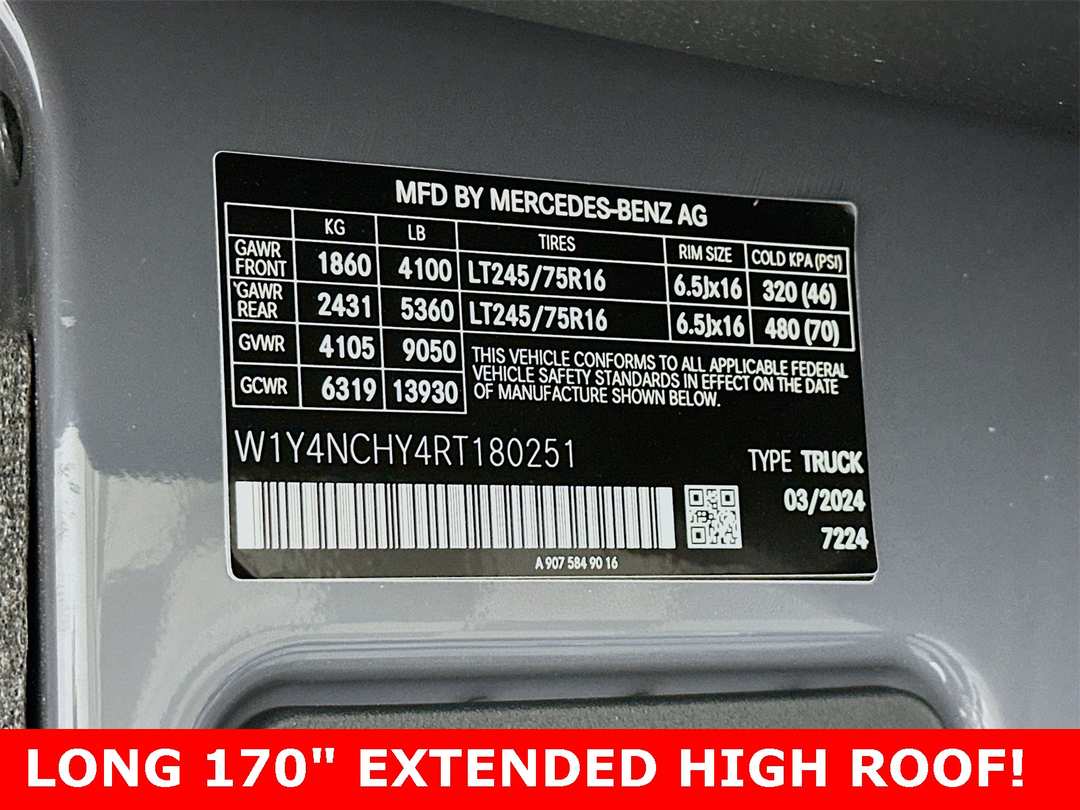 MFD BY MERCEDES-BENZ AG
KG LB TIRES RIM SIZE COLD KPA (PSI)
GAWR FRONT 1860 4100 LT245/75R16 6.5Jx16 320 (46)
GAWR REAR 2431 5360 LT245/75R16 6.5Jx16 480 (70)
GVWR 4105 9050
GCWR 6319 13930
THIS VEHICLE CONFORMS TO ALL APPLICABLE FEDERAL
VEHICLE SAFETY STANDARDS IN EFFECT ON THE DATE
OF MANUFACTURE SHOWN BELOW.
W1Y4NCHY4RT180251
TYPE TRUCK
03/2024
7224
A 907 584 90 16
LONG 170" EXTENDED HIGH ROOF!